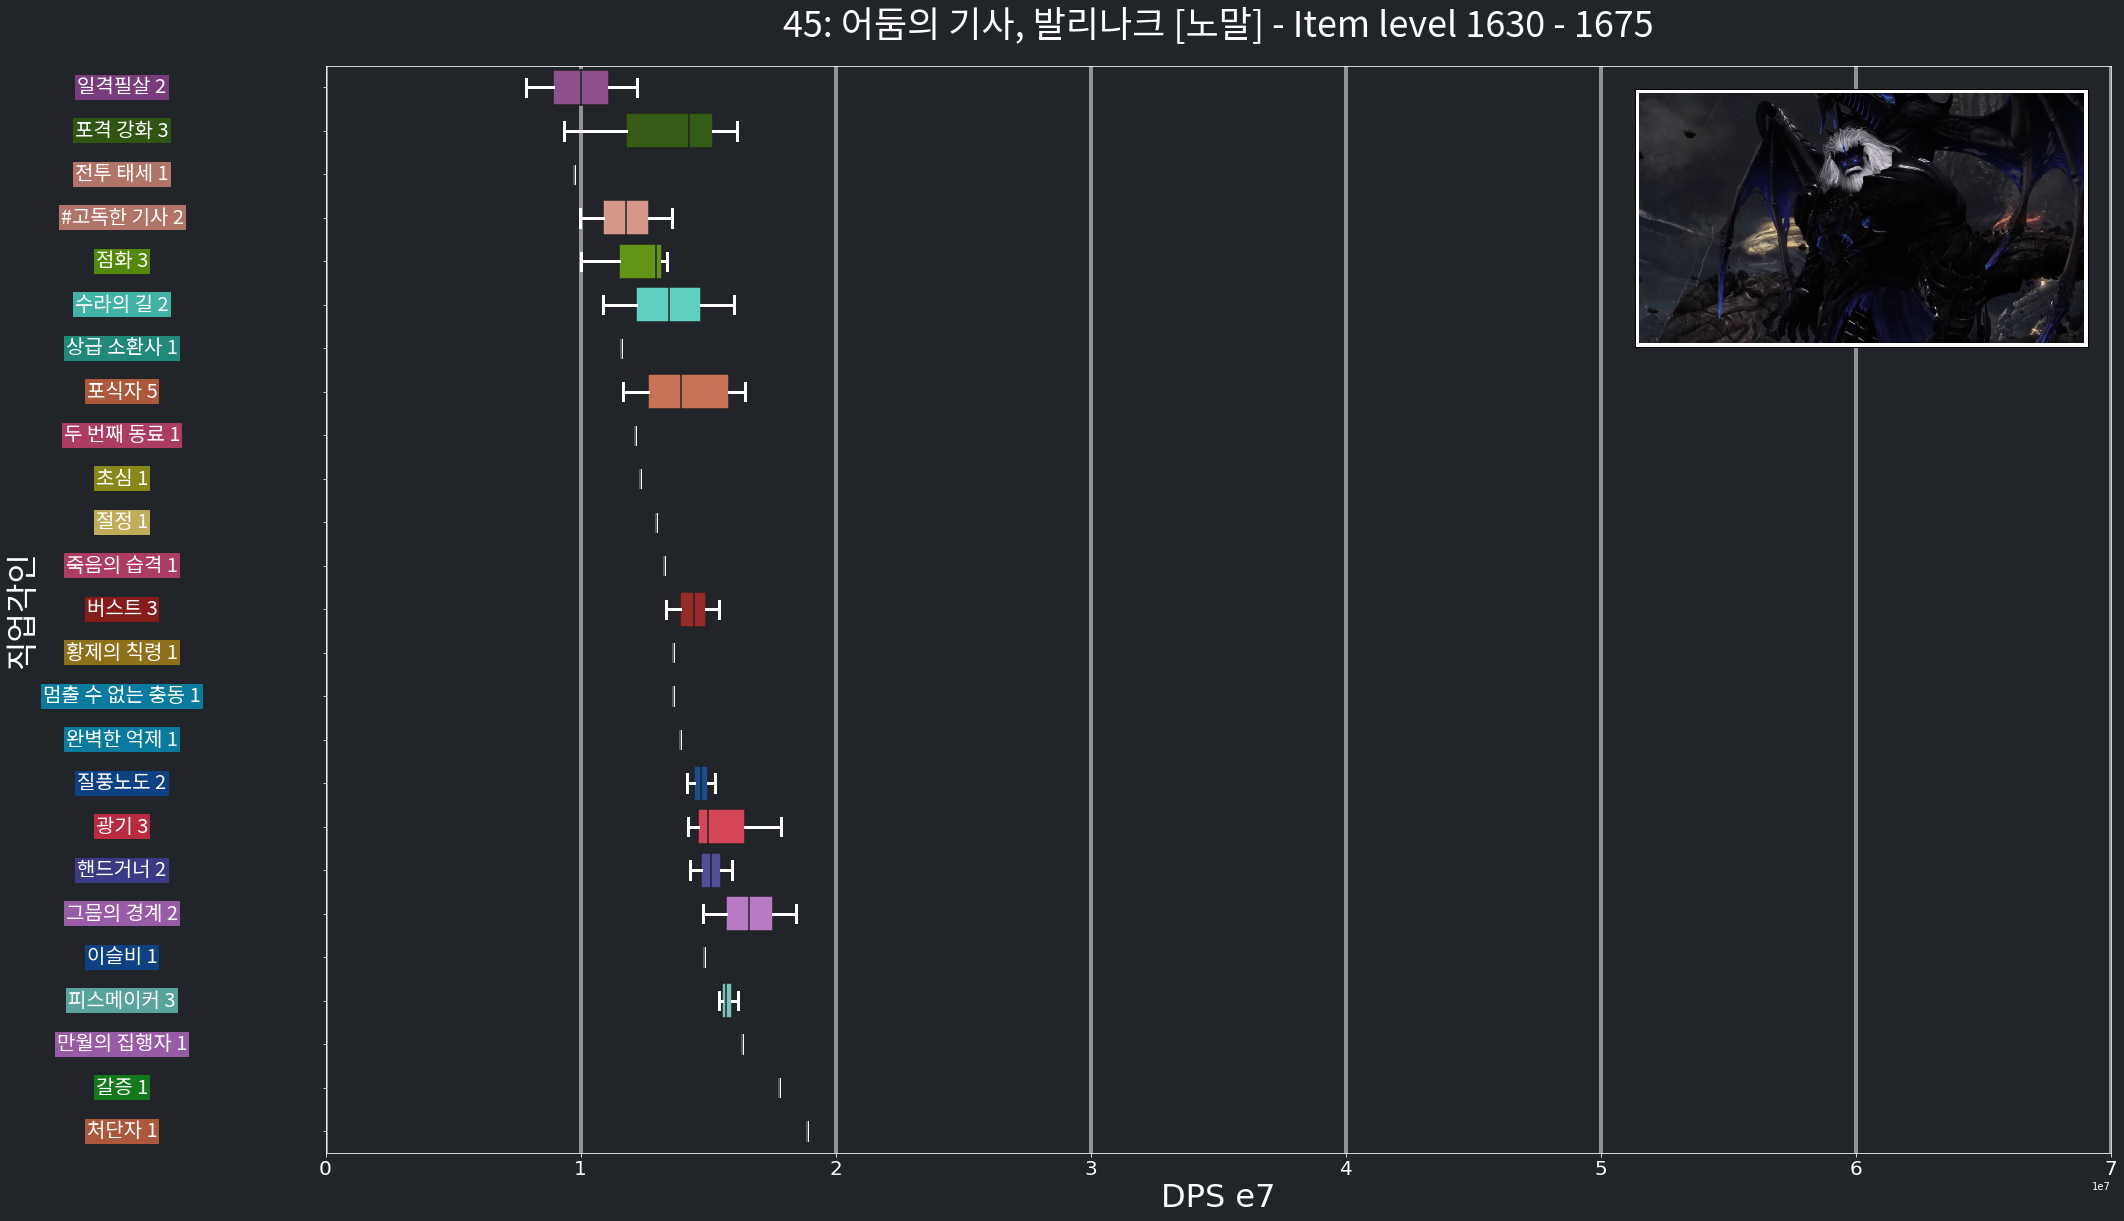 45: 어둠의 기사, 발리나크 [노말] - Item level 1630 - 1675
일격필살 2
포격 강화 3
전투 태세 1
#고독한 기사 2
점화 3
수라의 길 2
상급 소환사 1
포식자 5
두 번째 동료 1
초심 1
절정 1
죽음의 습격 1
버스트 3
황제의 칙령 1
멈출 수 없는 충동 1
완벽한 억제 1
질풍노도 2
광기 3
핸드거너 2
그믐의 경계 2
이슬비 1
피스메이커 3
만월의 집행자 1
갈증 1
처단자 1
직업각인
0 1 2 3 4 5 6 7
1e7
DPS e7